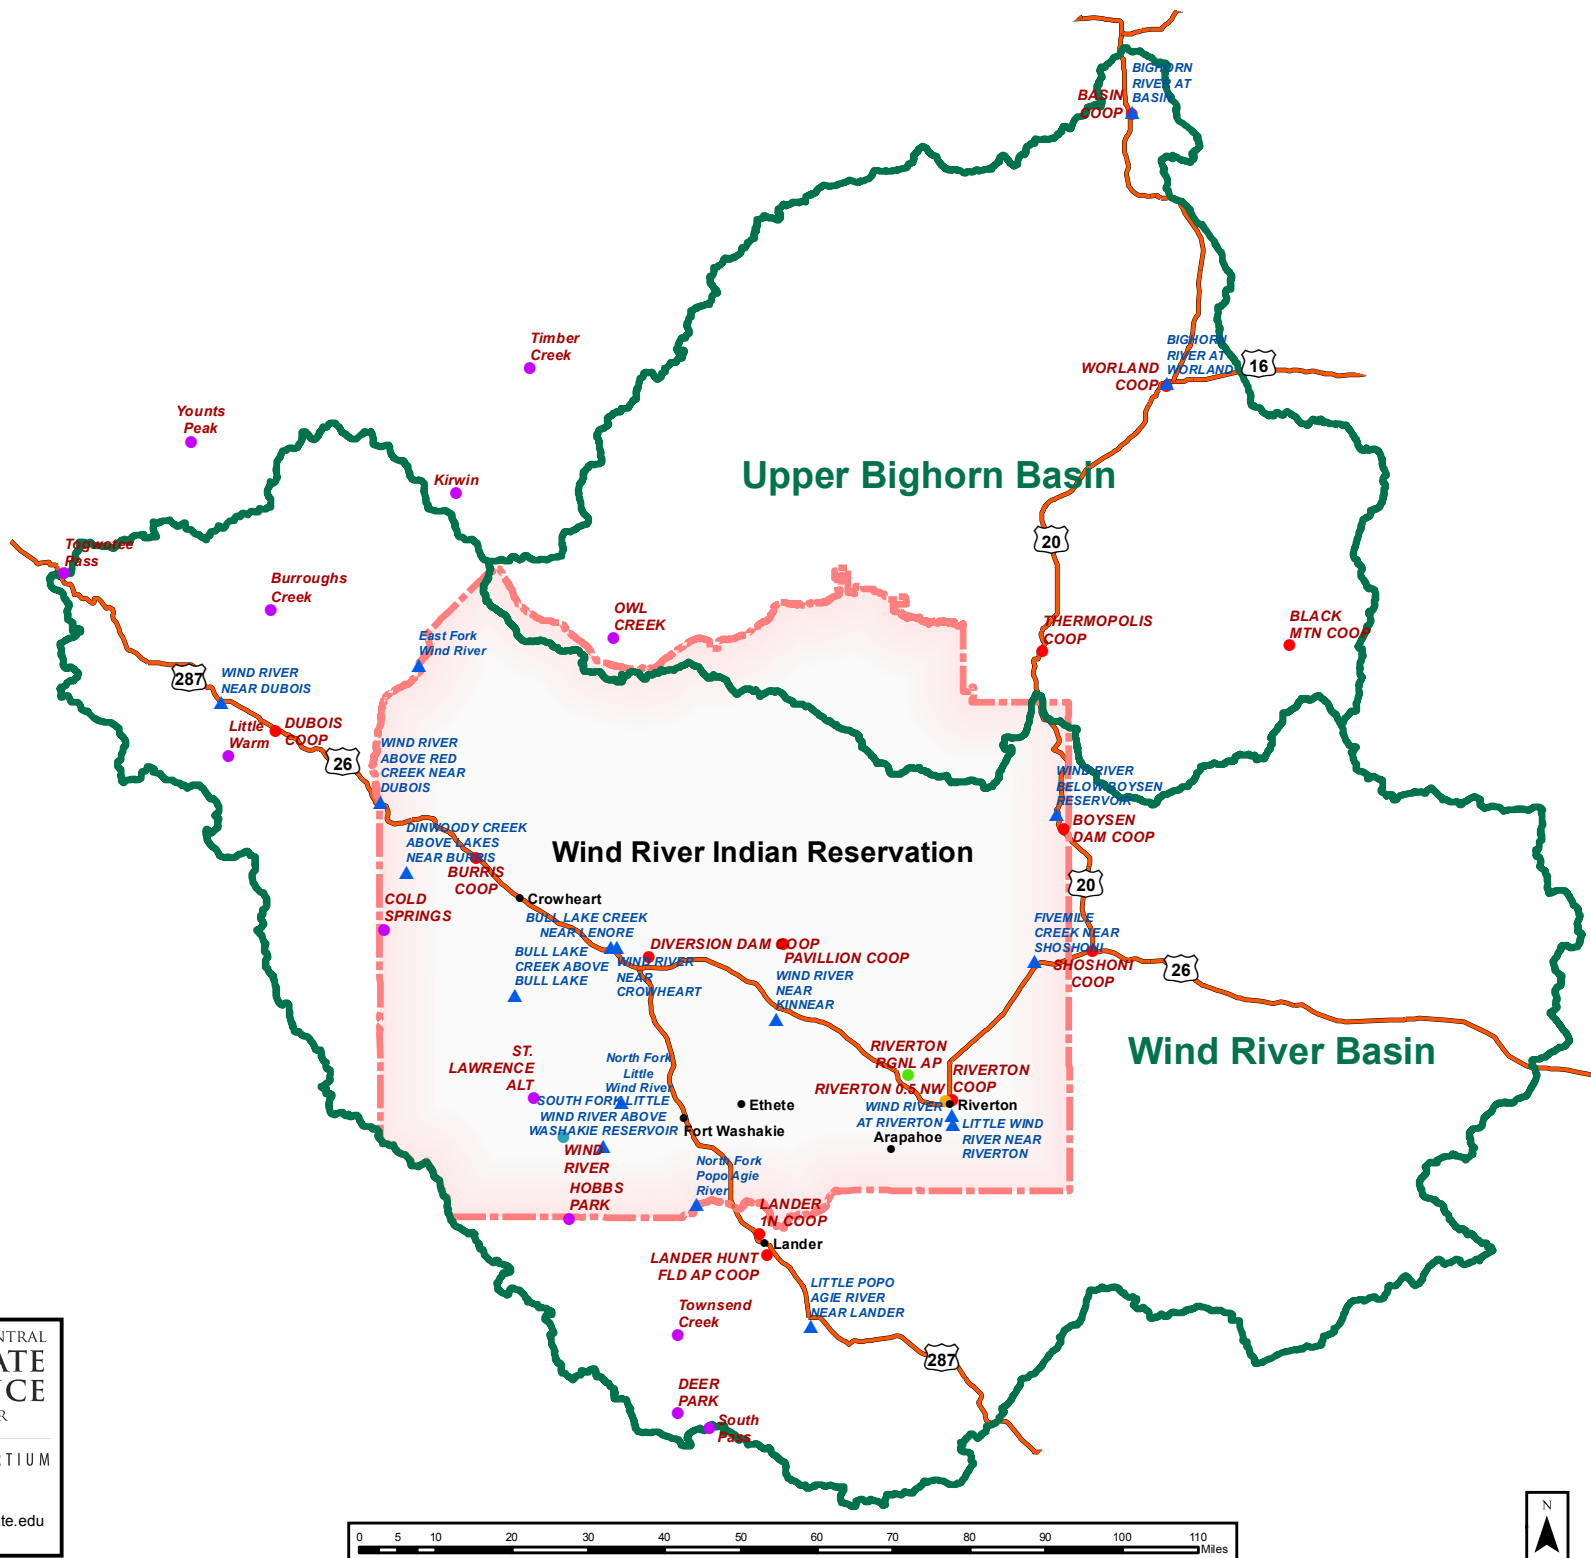 BIGHORN
RIVER AT
BASIN
BASIN
COOP
Timber
Creek
BIGHORN
RIVER AT
WORLAND
WORLAND
COOP
16
Younts
Peak
Kirwin
Upper Bighorn Basin
20
Togwotee
Pass
Burroughs
Creek
OWL
CREEK
THERMOPOLIS
COOP
BLACK
MTN COOP
East Fork
Wind River
287
WIND RIVER
NEAR DUBOIS
Little
Warm
DUBOIS
COOP
26
WIND RIVER
ABOVE RED
CREEK NEAR
DUBOIS
WIND RIVER
BELOW BOYSEN
RESERVOIR
BOYSEN
DAM COOP
DINWOODY CREEK
ABOVE LAKES
NEAR BURRIS
BURRIS
COOP
Wind River Indian Reservation
20
COLD
SPRINGS
Crowheart
BULL LAKE CREEK
NEAR LENORE
BULL LAKE
CREEK ABOVE
BULL LAKE
DIVERSION DAM COOP
PAVILLION COOP
WIND RIVER
NEAR
CROWHEART
WIND RIVER
NEAR
KINNEAR
FIVEMILE
CREEK NEAR
SHOSHONI
SHOSHONI
COOP
26
Wind River Basin
ST.
LAWRENCE
ALT
North Fork
Little
Wind River
SOUTH FORK LITTLE
WIND RIVER ABOVE
WASHAKIE RESERVOIR
Ethete
Fort Washakie
RIVERTON
RGNL AP
RIVERTON
COOP
RIVERTON 0.5 NW
Riverton
WIND RIVER
AT RIVERTON
LITTLE WIND
RIVER NEAR
RIVERTON
Arapahoe
WIND
RIVER
HOBBS
PARK
North Fork
Popo Agie
River
LANDER
1N COOP
Lander
LANDER HUNT
FLD AP COOP
LITTLE POPO
AGIE RIVER
NEAR LANDER
Townsend
Creek
287
DEER
PARK
South
Pass
NTRAL
ATE
NCE
R
TIUM
te.edu
0 5 10 20 30 40 50 60 70 80 90 100 110
Miles
N